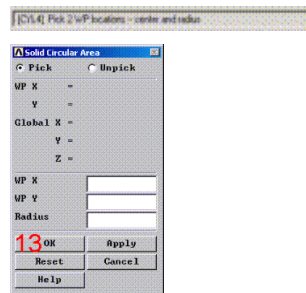 [CYL4] Pick 2 WP locations - center and radius
Solid Circular Area
Pick Unpick
WP X =
Y =
Global X =
Y =
Z =
WP X
WP Y
Radius
13 OK Apply
Reset Cancel
Help